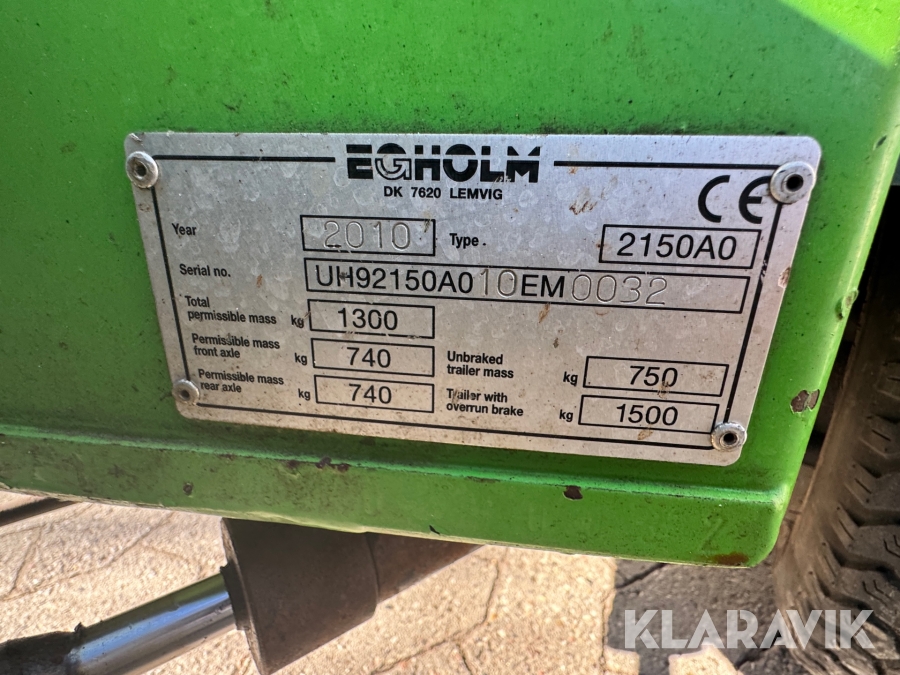 EGHOLM
DK 7620 LEMVIG
CE
Year 2010 Type. 2150A0
Serial no. UH92150A010EM0032
Total
permissible mass kg 1300
Permissible mass
front axle kg 740
Unbraked
trailer mass kg 750
Permissible mass
rear axle kg 740
Trailer with
overrun brake kg 1500
KLARAVIK